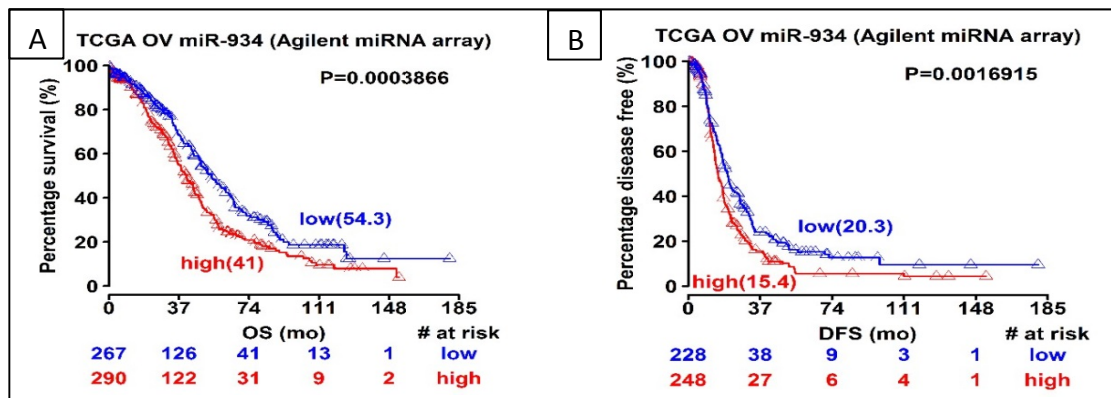 A
TCGA OV miR-934 (Agilent miRNA array)
P=0.0003866
Percentage survival (%)
100
80
60
40
20
0
low(54.3)
high(41)
0 37 74 111 148 185
OS (mo) # at risk
267 126 41 13 1 low
290 122 31 9 2 high
B
TCGA OV miR-934 (Agilent miRNA array)
P=0.0016915
Percentage disease free (%)
100
80
60
40
20
0
low(20.3)
high(15.4)
0 37 74 111 148 185
DFS (mo) # at risk
228 38 9 3 1 low
248 27 6 4 1 high